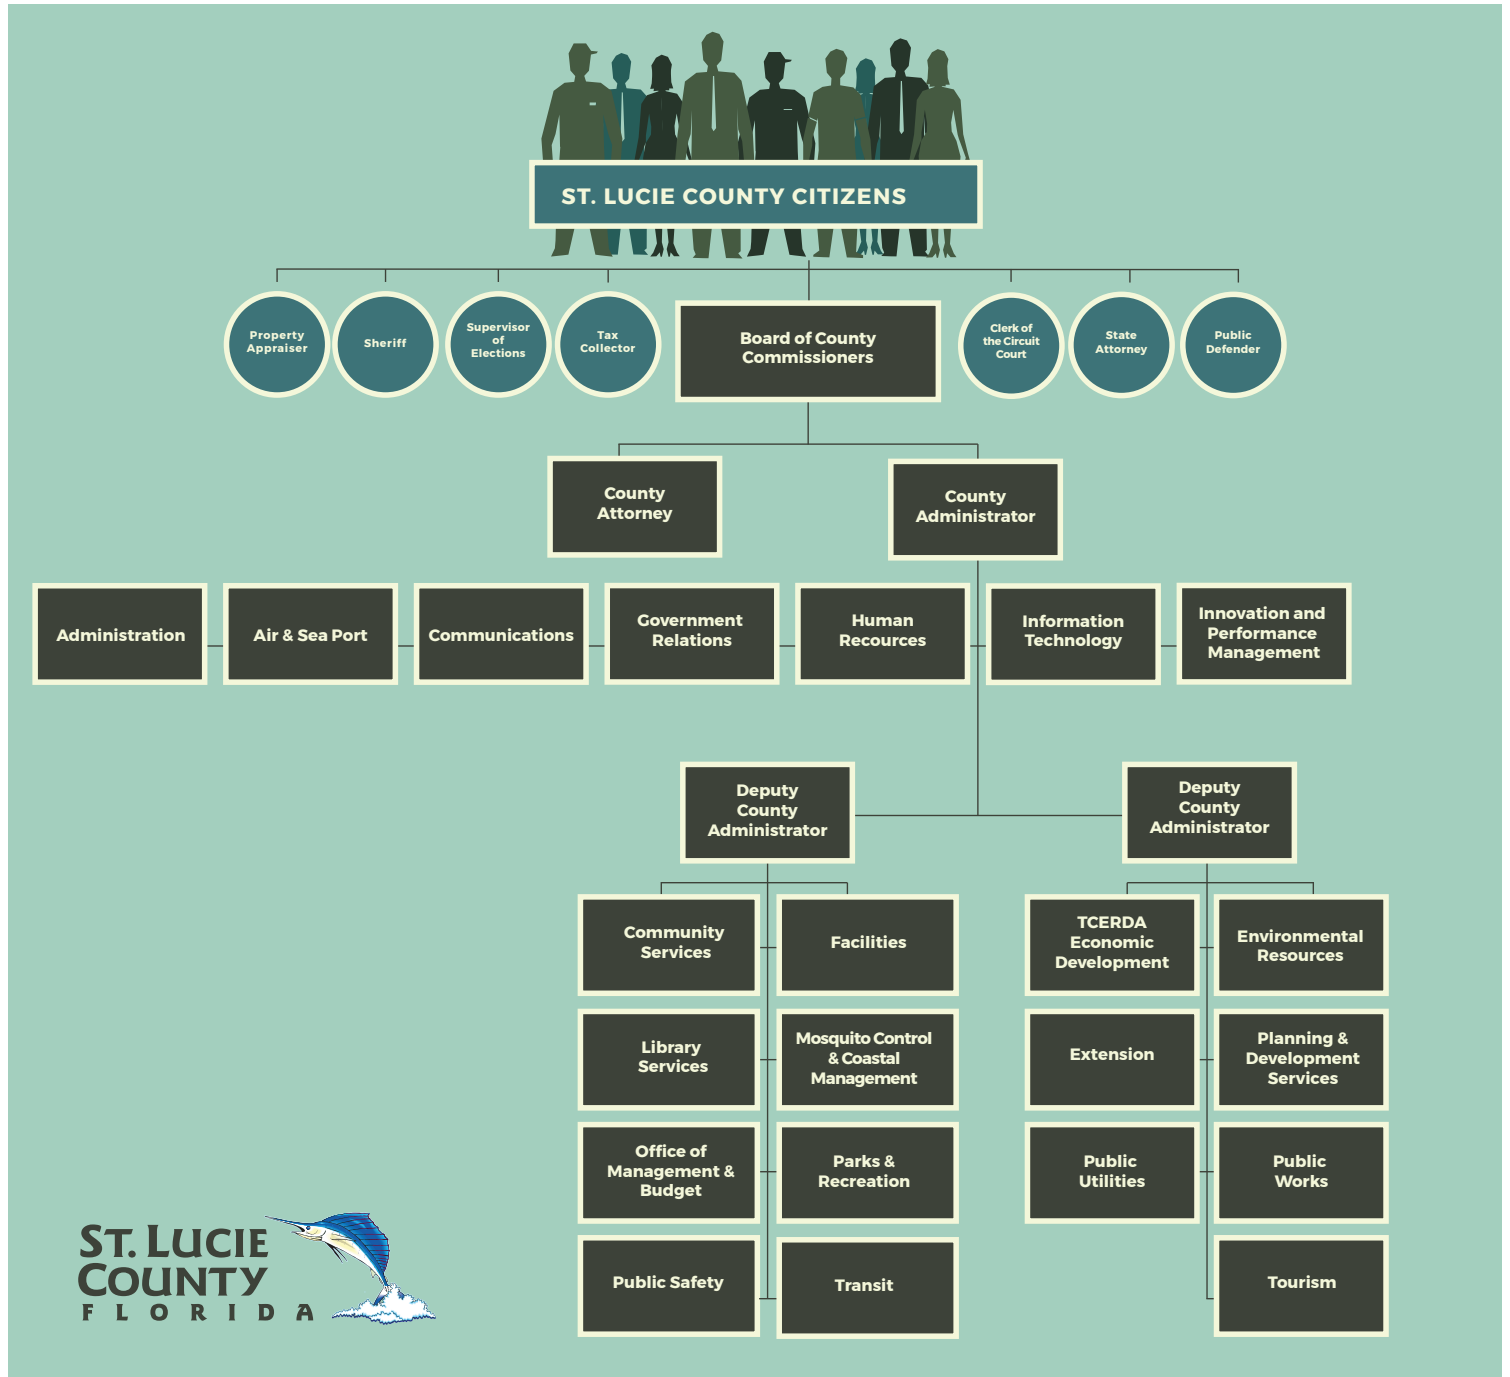 ST. LUCIE COUNTY CITIZENS
Property
Appraiser
Sheriff
Supervisor
of
Elections
Tax
Collector
Board of County
Commissioners
Clerk of
the Circuit
Court
State
Attorney
Public
Defender
County
Attorney
County
Administrator
Administration
Air & Sea Port
Communications
Government
Relations
Human
Recources
Information
Technology
Innovation and
Performance
Management
Deputy
County
Administrator
Deputy
County
Administrator
Community
Services
Facilities
TCERDA
Economic
Development
Environmental
Resources
Library
Services
Mosquito Control
& Coastal
Management
Extension
Planning &
Development
Services
Office of
Management &
Budget
Parks &
Recreation
Public
Utilities
Public
Works
Public Safety
Transit
Tourism
ST. LUCIE
COUNTY
FLORIDA